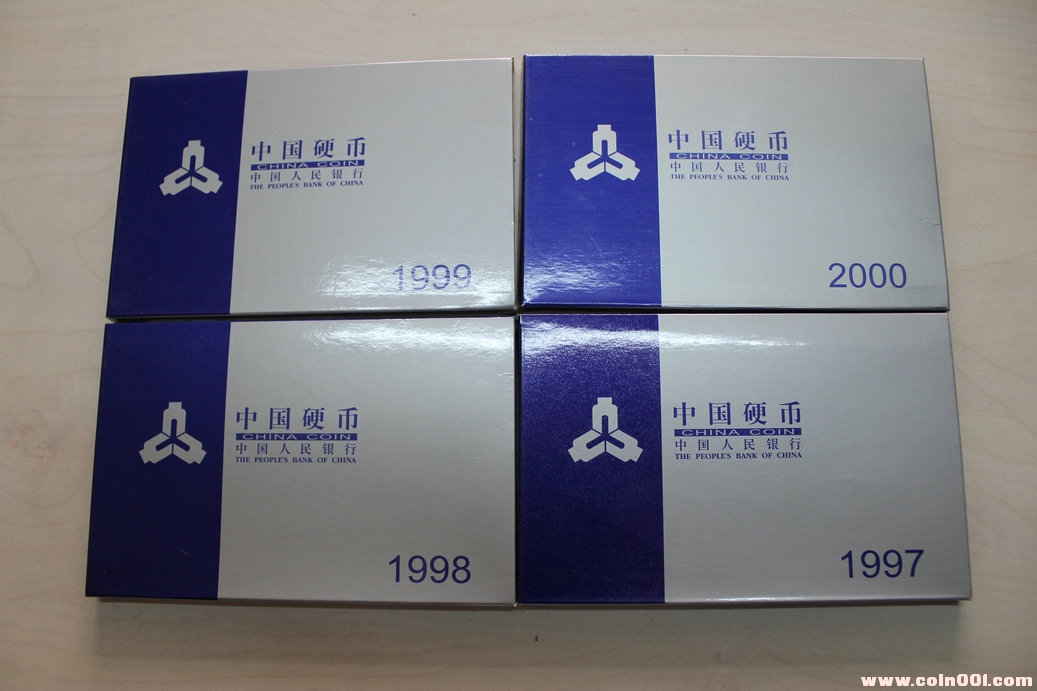 中国硬币
CHINA COIN
中国人民银行
THE PEOPLE'S BANK OF CHINA
1999
中国硬币
CHINA COIN
中国人民银行
THE PEOPLE'S BANK OF CHINA
2000
中国硬币
CHINA COIN
中国人民银行
THE PEOPLE'S BANK OF CHINA
1998
中国硬币
CHINA COIN
中国人民银行
THE PEOPLE'S BANK OF CHINA
1997
www.coin001.com